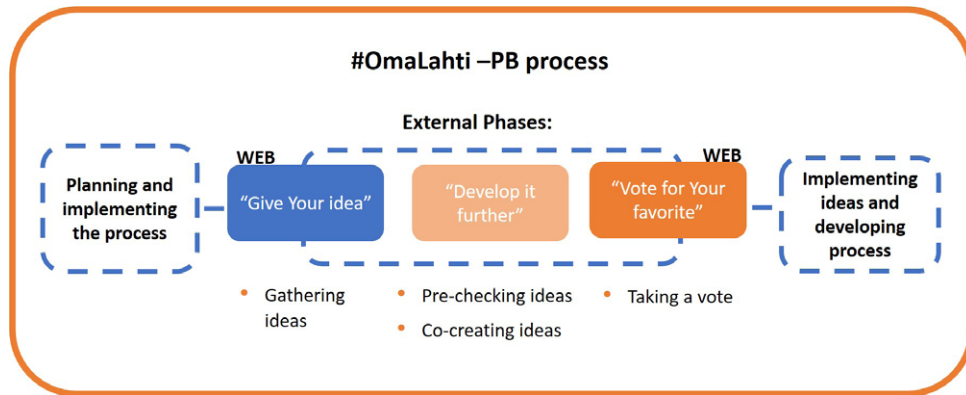 #OmaLahti –PB process
External Phases:
WEB
WEB
Planning and
implementing
the process
“Give Your idea”
“Develop it
further”
“Vote for Your
favorite”
Implementing
ideas and
developing
process
• Gathering
ideas
• Pre-checking ideas
• Co-creating ideas
• Taking a vote